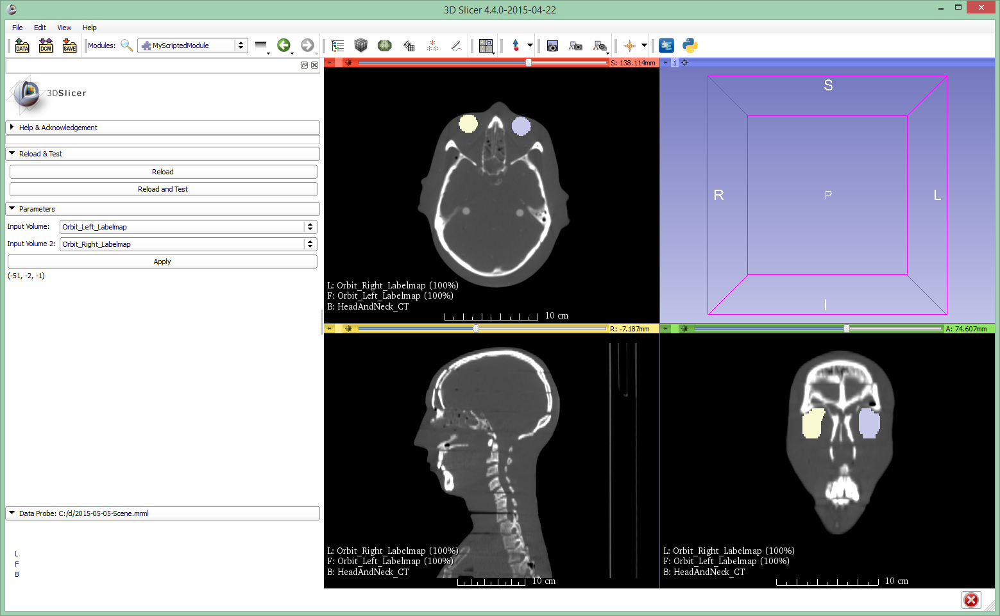 3D Slicer 4.4.0-2015-04-22
File Edit View Help
DATA DCM SAVE Modules: MyScriptedModule
3DSlicer
Help & Acknowledgement
Reload & Test
Reload
Reload and Test
Parameters
Input Volume: Orbit_Left_Labelmap
Input Volume 2: Orbit_Right_Labelmap
Apply
(-51, -2, -1)
Data Probe: C:/d/2015-05-05-Scene.mrml
L
F
B
S: 138.114mm
L: Orbit_Right_Labelmap (100%)
F: Orbit_Left_Labelmap (100%)
B: HeadAndNeck_CT
10 cm
1
S
R P L
I
R: -7.187mm
L: Orbit_Right_Labelmap (100%)
F: Orbit_Left_Labelmap (100%)
B: HeadAndNeck_CT
10 cm
A: 74.607mm
L: Orbit_Right_Labelmap (100%)
F: Orbit_Left_Labelmap (100%)
B: HeadAndNeck_CT
10 cm